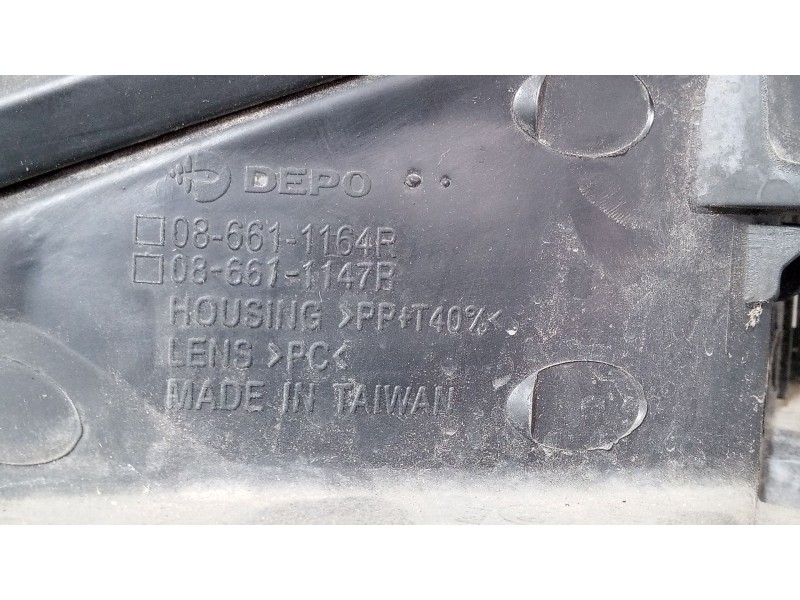 DEPO
08-661-1164R
08-661-1147R
HOUSING >PP+T40%<
LENS >PC<
MADE IN TAIWAN